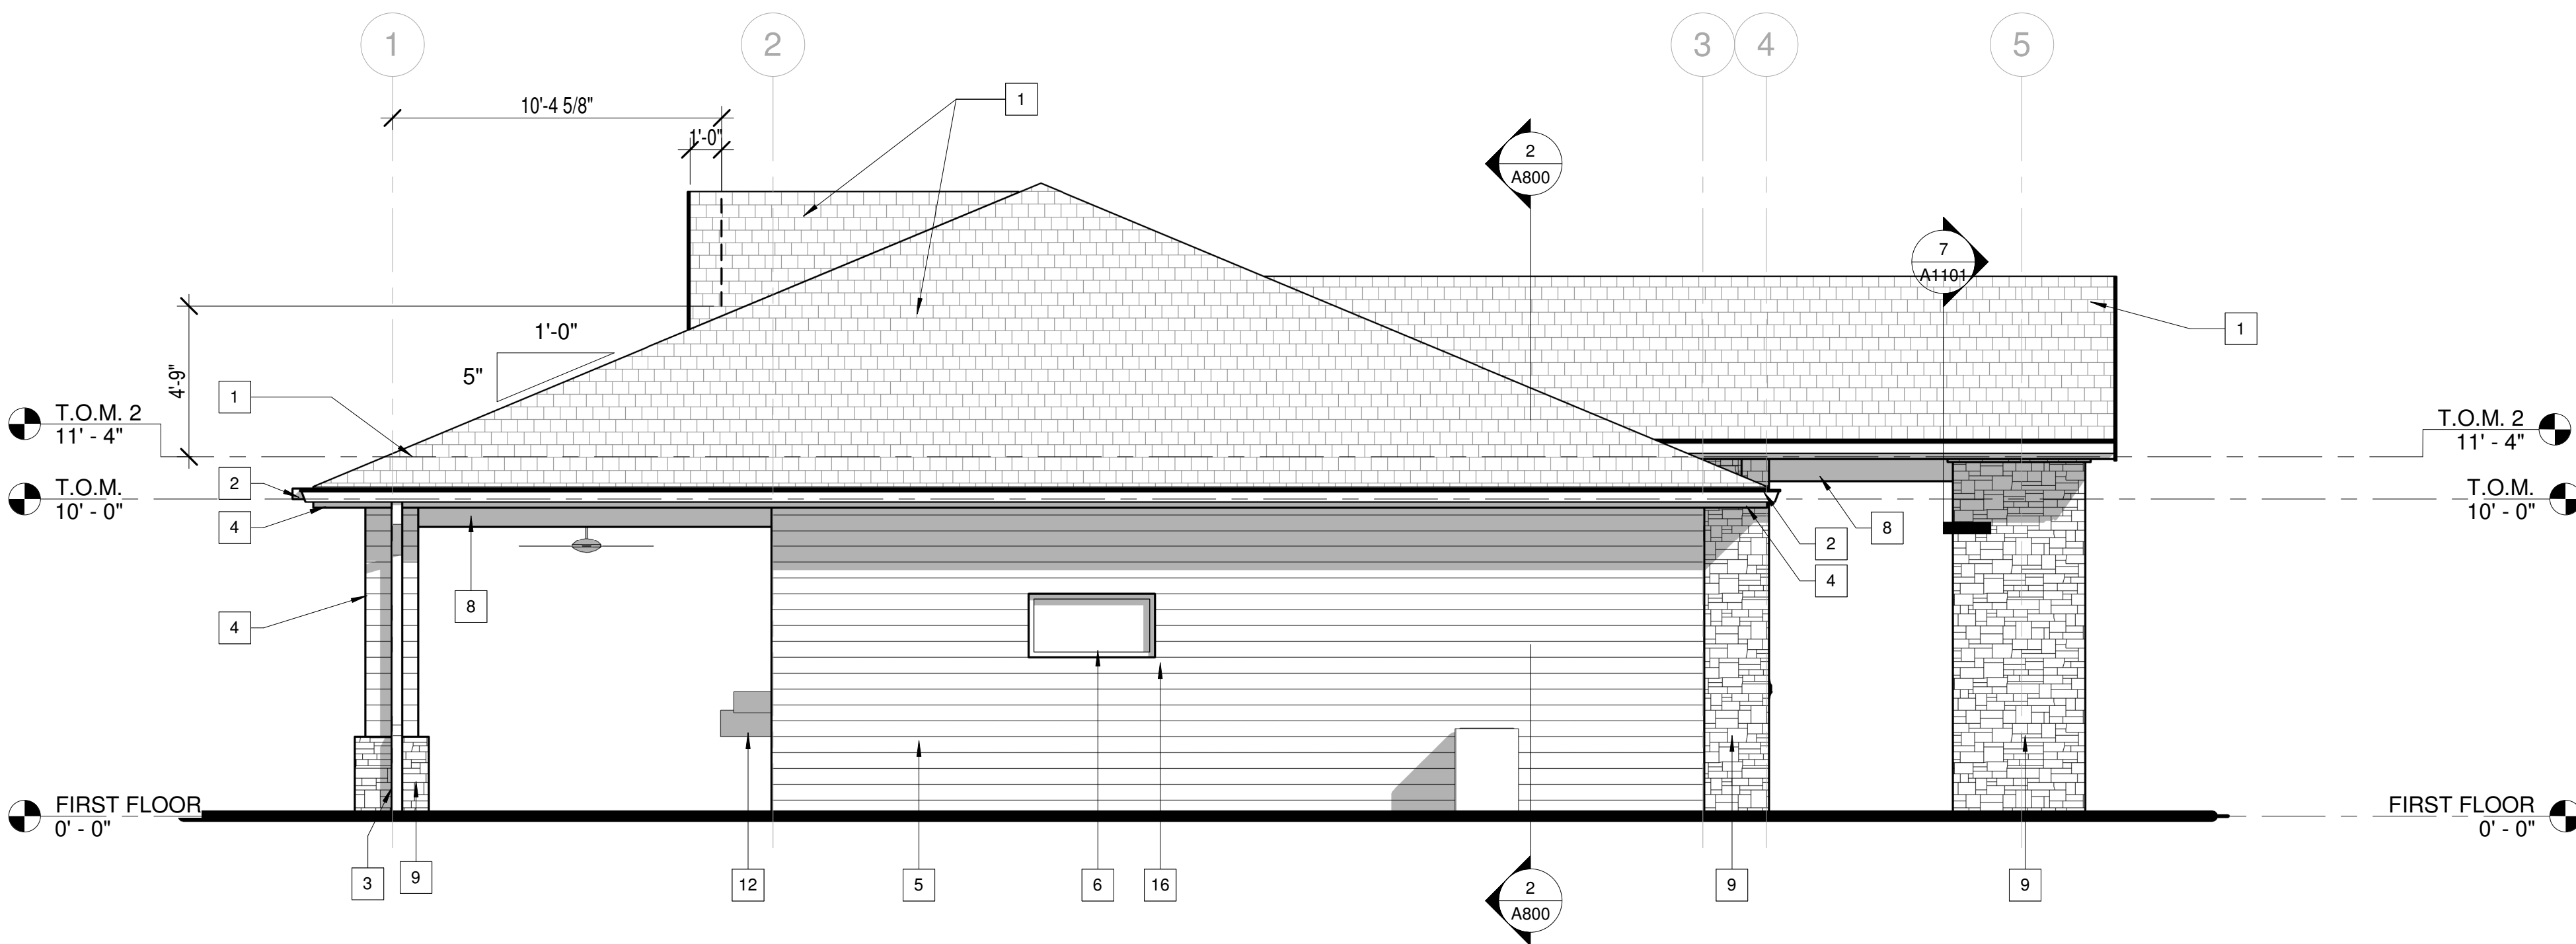 1
2
3
4
5
10'-4 5/8"
1'-0"
1
2
A800
7
A1101
1
1'-0"
5"
4'-9"
1
T.O.M. 2
11' - 4"
T.O.M. 2
11' - 4"
2
T.O.M.
10' - 0"
T.O.M.
10' - 0"
4
8
2
4
8
4
FIRST FLOOR
0' - 0"
FIRST FLOOR
0' - 0"
3
9
12
5
6
16
2
A800
9
9